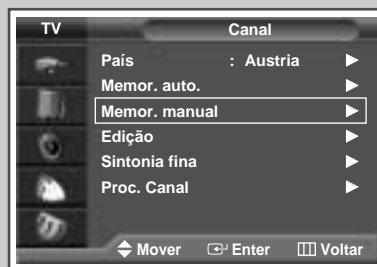 TV Canal
País : Austria
Memor. auto.
Memor. manual
Edição
Sintonia fina
Proc. Canal
Mover Enter Voltar